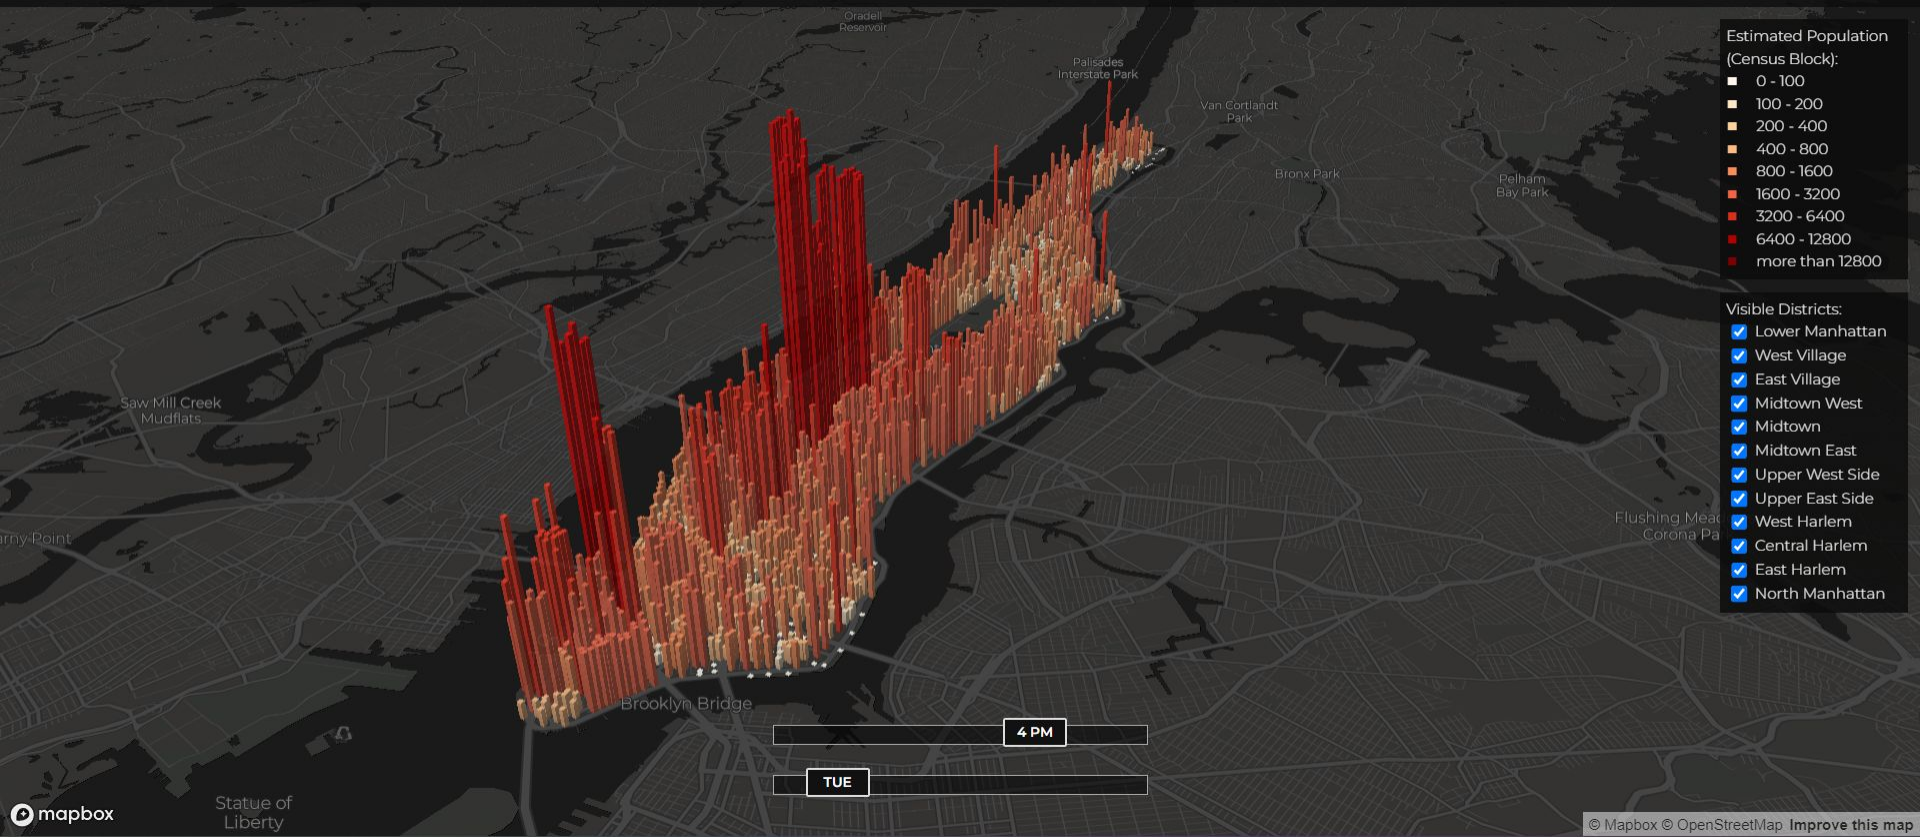 Oradell
Reservoir
Palisades
Interstate Park
Van Cortlandt
Park
Bronx Park
Pelham
Bay Park
Saw Mill Creek
Mudflats
arny Point
Flushing Mead
Corona Pa
Brooklyn Bridge
Statue of
Liberty
Estimated Population
(Census Block):
0 - 100
100 - 200
200 - 400
400 - 800
800 - 1600
1600 - 3200
3200 - 6400
6400 - 12800
more than 12800
Visible Districts:
Lower Manhattan
West Village
East Village
Midtown West
Midtown
Midtown East
Upper West Side
Upper East Side
West Harlem
Central Harlem
East Harlem
North Manhattan
4 PM
TUE
mapbox
© Mapbox © OpenStreetMap Improve this map